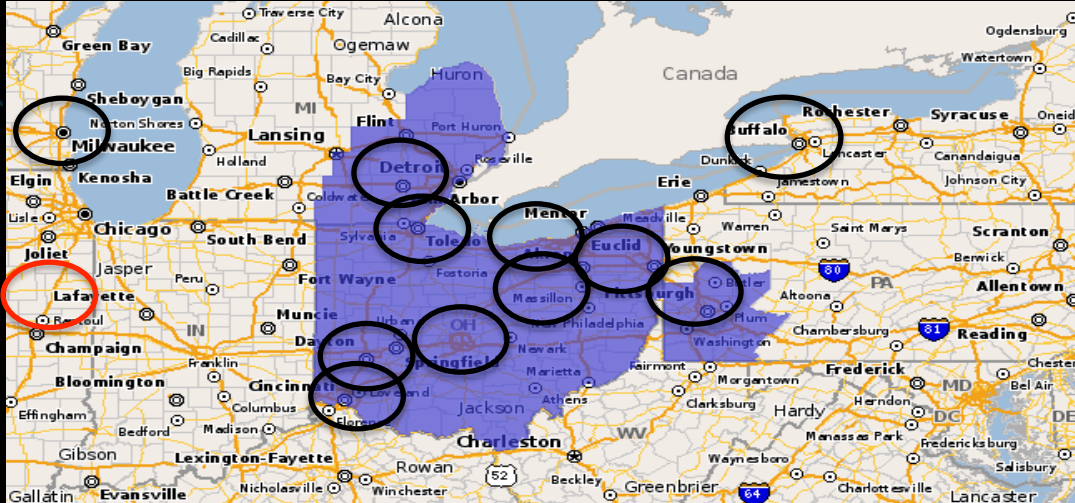 Traverse City
Alcona
Ogdensburg
Green Bay
Cadillac
Ogemaw
Watertown
Big Rapids
Bay City
Huron
Canada
Sheboygan
MI
Norton Shores
Flint
Port Huron
Rochester
Syracuse
Oneid
Lansing
Buffalo
Milwaukee
Holland
Detroi
Roseville
Dunki
Lancaster
Canandaigua
Elgin
Kenosha
Battle Creek
Arbor
Erie
Jamestown
Johnson City
Coldwate
Lisle
Mentor
Meadville
Chicago
South Bend
Sylvania
Toledo
Euclid
Warren
Saint Marys
Scranton
Youngstown
Joliet
Jasper
Peru
Fort Wayne
Fostoria
Butler
80
PA
Berwick
Lafayette
Massillon
Pittsburgh
Altoona
Allentown
Rantoul
Muncie
Urban
OH
Philadelphia
Plum
Chambersburg
81
Reading
IN
Dayton
Champaign
Springfield
Newark
Washington
Franklin
Marietta
Fairmont
Frederick
Chester
Bloomington
Cincinnati
Loveland
Morgantown
MD
Bel Air
Effingham
Columbus
Jackson
Athens
Clarksburg
Hardy
Herndon
DC
DE
Bedford
Madison
Floren
Charleston
WV
Manassas Park
Fredericksburg
Gibson
Lexington-Fayette
Rowan
52
Waynesboro
Salisbury
Gallatin
Evansville
Nicholasville
Winchester
Beckley
Greenbrier
64
Charlottesville
Lancaster